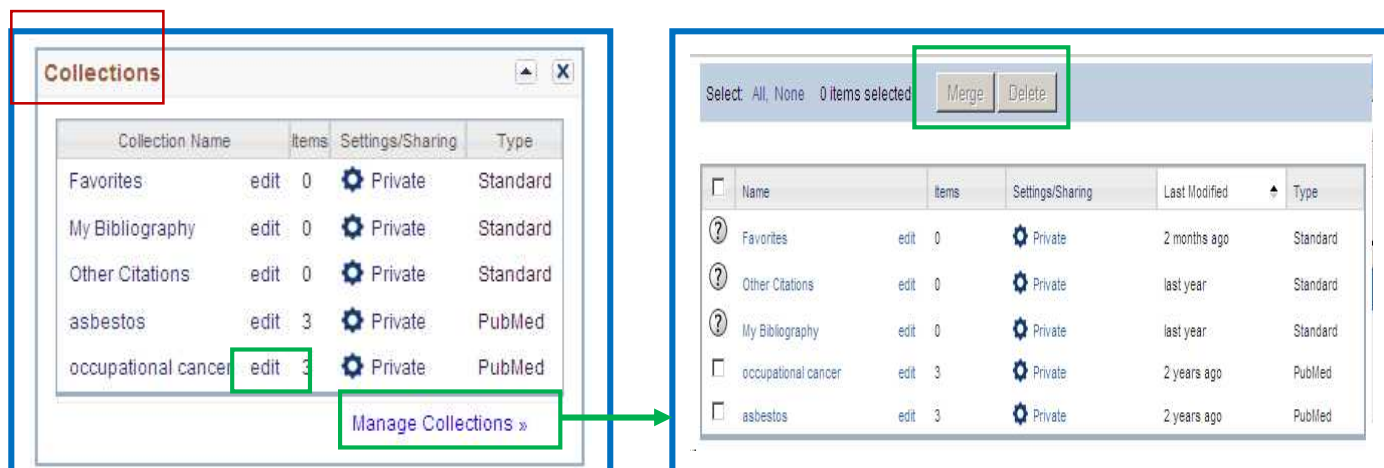 Collections
Collection Name Items Settings/Sharing Type
Favorites edit 0 Private Standard
My Bibliography edit 0 Private Standard
Other Citations edit 0 Private Standard
asbestos edit 3 Private PubMed
occupational cancer edit 3 Private PubMed
Manage Collections »
Select: All, None 0 items selected Merge Delete
Name Items Settings/Sharing Last Modified Type
Favorites edit 0 Private 2 months ago Standard
Other Citations edit 0 Private last year Standard
My Bibliography edit 0 Private last year Standard
occupational cancer edit 3 Private 2 years ago PubMed
asbestos edit 3 Private 2 years ago PubMed